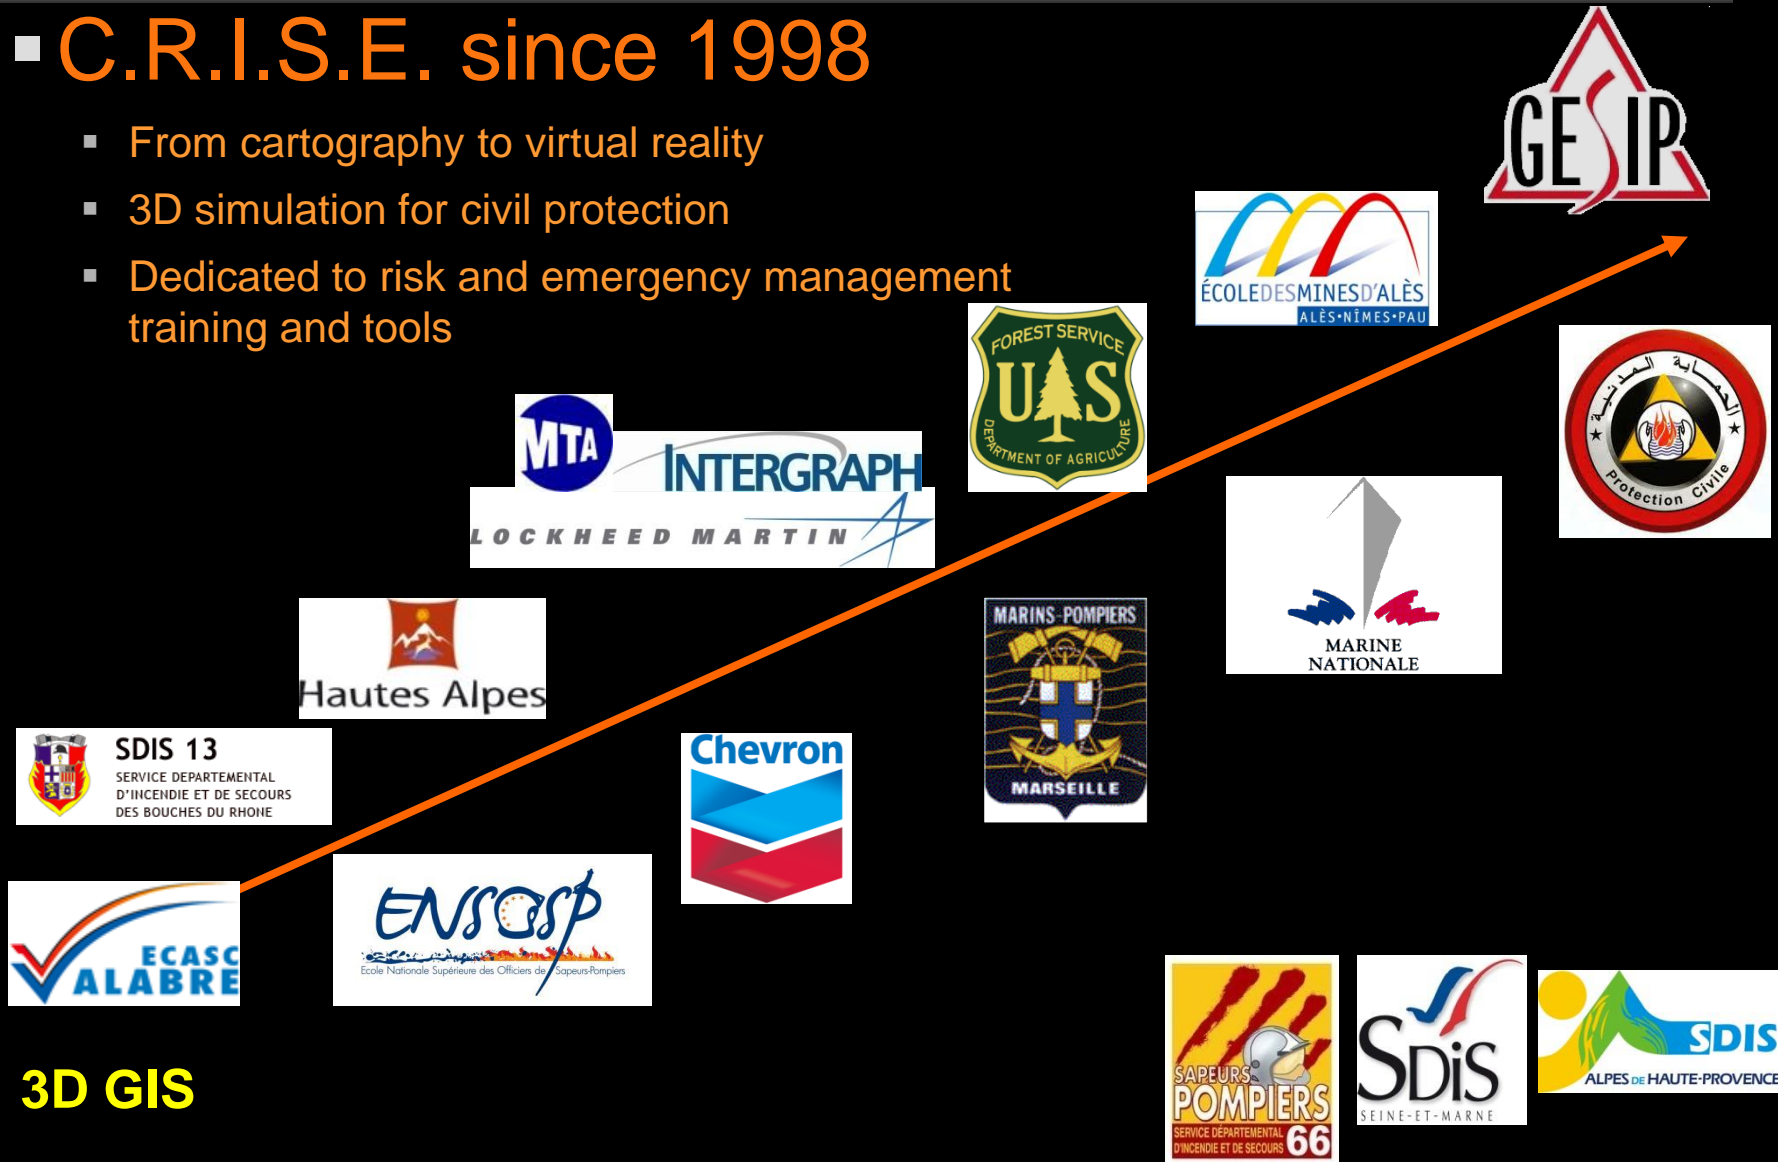 C.R.I.S.E. since 1998
From cartography to virtual reality
3D simulation for civil protection
Dedicated to risk and emergency management
training and tools
GESIP
ÉCOLEDESMINESD'ALÈS
ALÈS•NÎMES•PAU
FOREST SERVICE
UAS
DEPARTMENT OF AGRICULTURE
الحماية المدنية
Protection Civile
MTA
INTERGRAPH
LOCKHEED MARTIN
MARINE
NATIONALE
MARINS-POMPIERS
MARSEILLE
Hautes Alpes
SDIS 13
SERVICE DEPARTEMENTAL
D'INCENDIE ET DE SECOURS
DES BOUCHES DU RHONE
Chevron
ECASC
VALABRE
ENSOSP
Ecole Nationale Supérieure des Officiers de Sapeurs-Pompiers
3D GIS
SAPEURS
POMPIERS
SERVICE DÉPARTEMENTAL
D'INCENDIE ET DE SECOURS 66
SDiS
SEINE-ET-MARNE
SDIS
ALPES DE HAUTE-PROVENCE